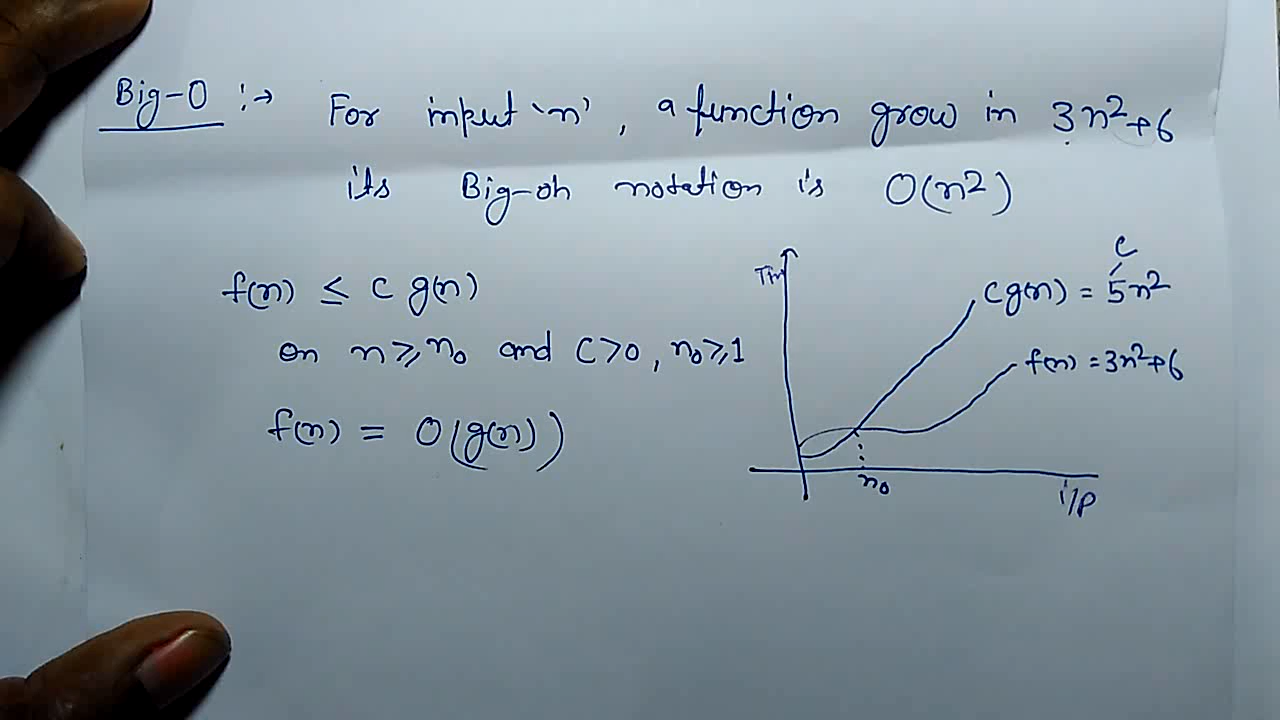 Big-O :→ For input 'n', a function grow in 3n²+6
its Big-oh notation is O(n²)
f(n) ≤ c g(n)
on n ≥ n₀ and c>0, n₀ ≥ 1
f(n) = O(g(n))
c
cg(n) = 5n²
f(n) = 3n²+6
n₀
i/p